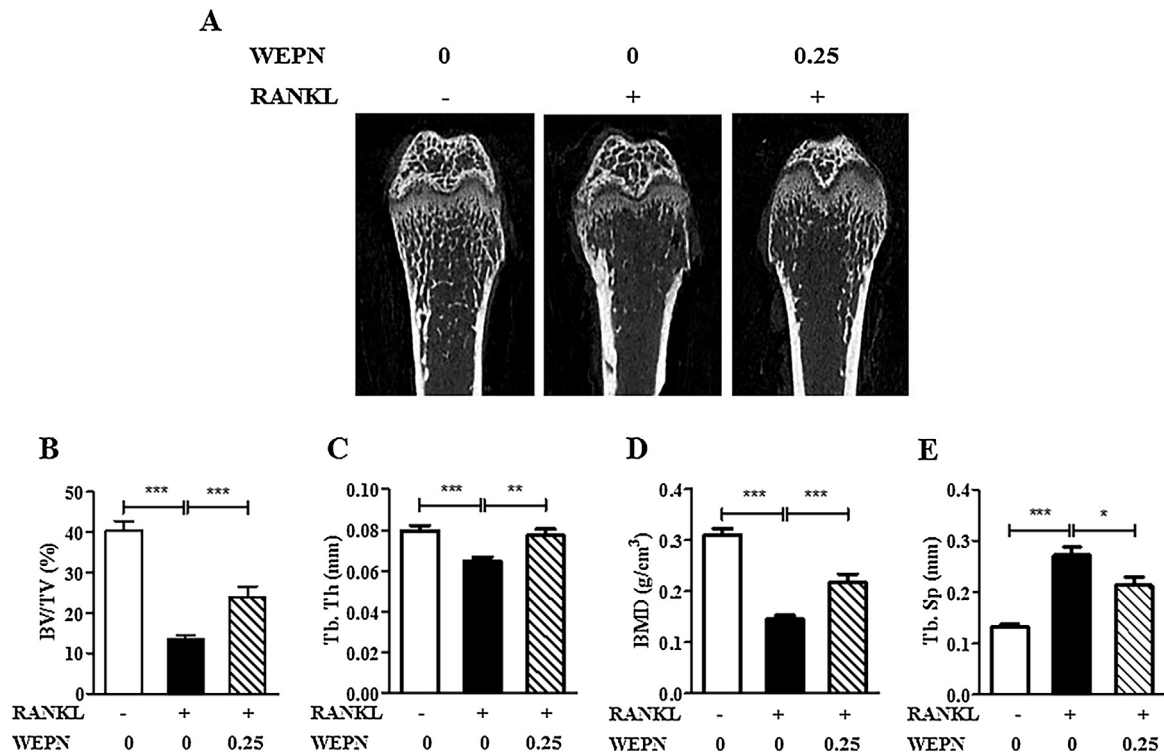 A
WEPN 0 0 0.25
RANKL - + +
B C D E
BV/TV (%)
50
40
30
20
10
0
*** ***
RANKL - + +
WEPN 0 0 0.25
Tb. Th (mm)
0.10
0.08
0.06
0.04
0.02
0.00
*** **
RANKL - + +
WEPN 0 0 0.25
BMD (g/cm³)
0.4
0.3
0.2
0.1
0.0
*** ***
RANKL - + +
WEPN 0 0 0.25
Tb. Sp (mm)
0.4
0.3
0.2
0.1
0.0
*** *
RANKL - + +
WEPN 0 0 0.25